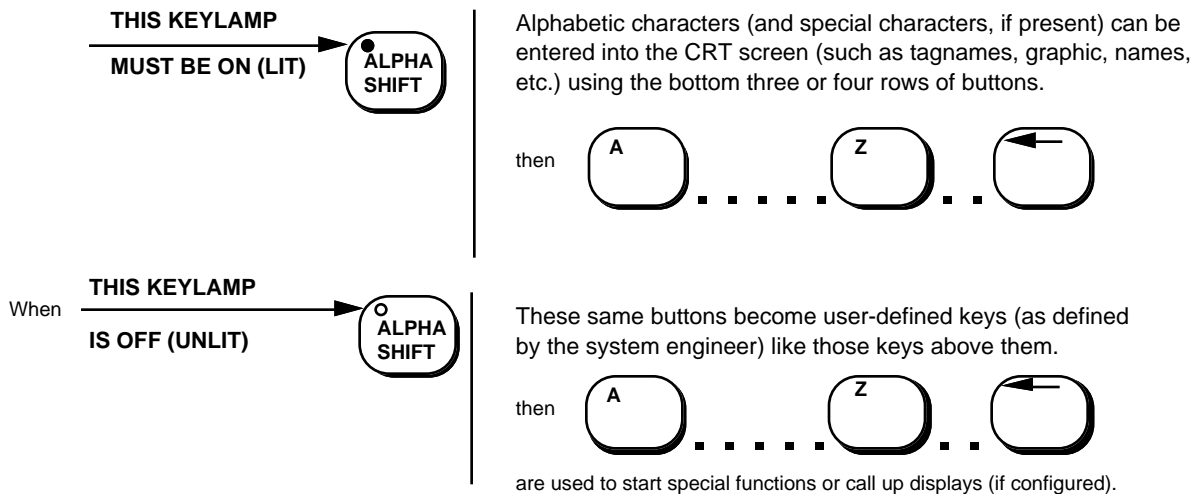 THIS KEYLAMP
MUST BE ON (LIT)
ALPHA
SHIFT
Alphabetic characters (and special characters, if present) can be
entered into the CRT screen (such as tagnames, graphic, names,
etc.) using the bottom three or four rows of buttons.
then
A
Z
When
THIS KEYLAMP
IS OFF (UNLIT)
ALPHA
SHIFT
These same buttons become user-defined keys (as defined
by the system engineer) like those keys above them.
then
A
Z
are used to start special functions or call up displays (if configured).